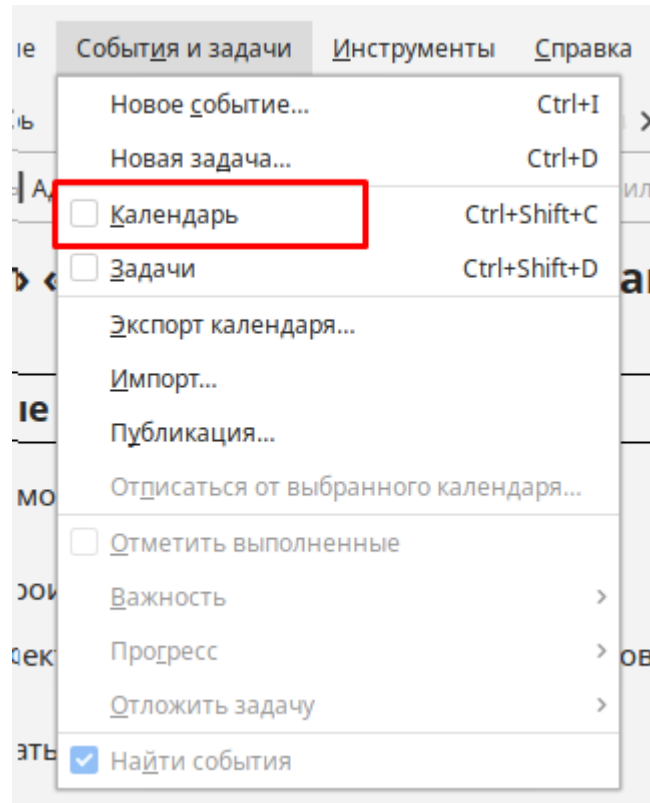 События и задачи Инструменты Справка
Новое событие... Ctrl+I
Новая задача... Ctrl+D
Календарь Ctrl+Shift+C
Задачи Ctrl+Shift+D
Экспорт календаря...
Импорт...
Публикация...
Отписаться от выбранного календаря...
Отметить выполненные
Важность
Прогресс
Отложить задачу
Найти события